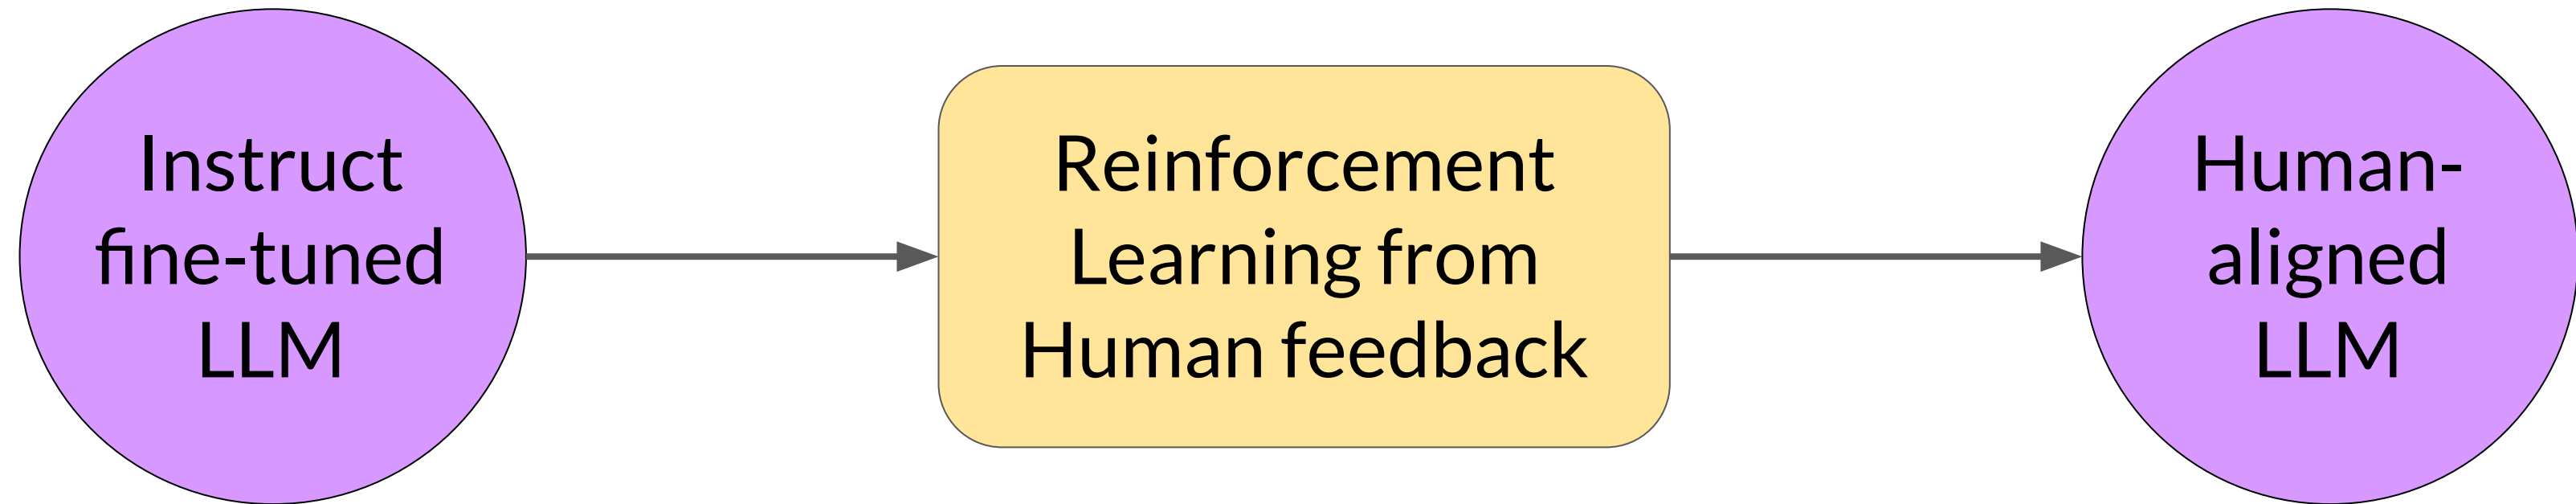 Instruct
fine-tuned
LLM
Reinforcement
Learning from
Human feedback
Human-
aligned
LLM